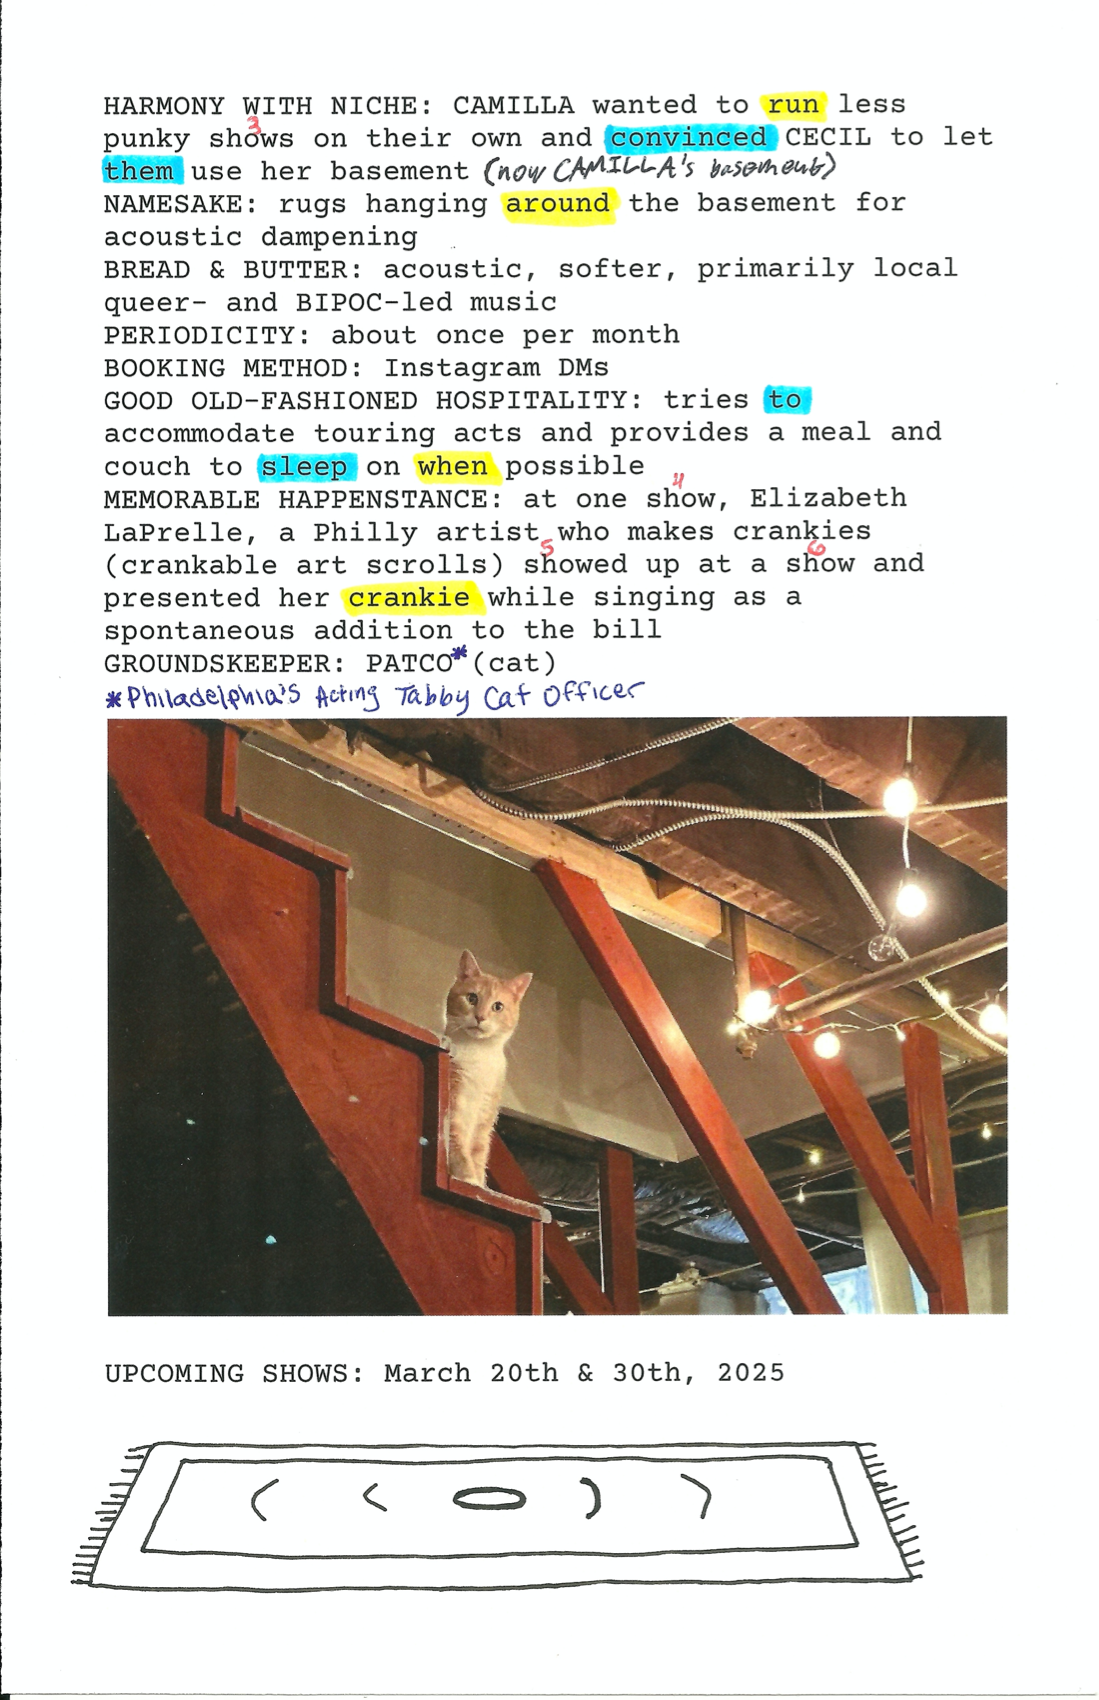 HARMONY WITH NICHE: CAMILLA wanted to run less
3
punky shows on their own and convinced CECIL to let
them use her basement (now CAMILLA's basement)
NAMESAKE: rugs hanging around the basement for
acoustic dampening
BREAD & BUTTER: acoustic, softer, primarily local
queer- and BIPOC-led music
PERIODICITY: about once per month
BOOKING METHOD: Instagram DMs
GOOD OLD-FASHIONED HOSPITALITY: tries to
accommodate touring acts and provides a meal and
couch to sleep on when possible
4
MEMORABLE HAPPENSTANCE: at one show, Elizabeth
LaPrelle, a Philly artist who makes crankies
5 6
(crankable art scrolls) showed up at a show and
presented her crankie while singing as a
spontaneous addition to the bill
GROUNDSKEEPER: PATCO* (cat)
*Philadelphia's Acting Tabby Cat Officer
UPCOMING SHOWS: March 20th & 30th, 2025